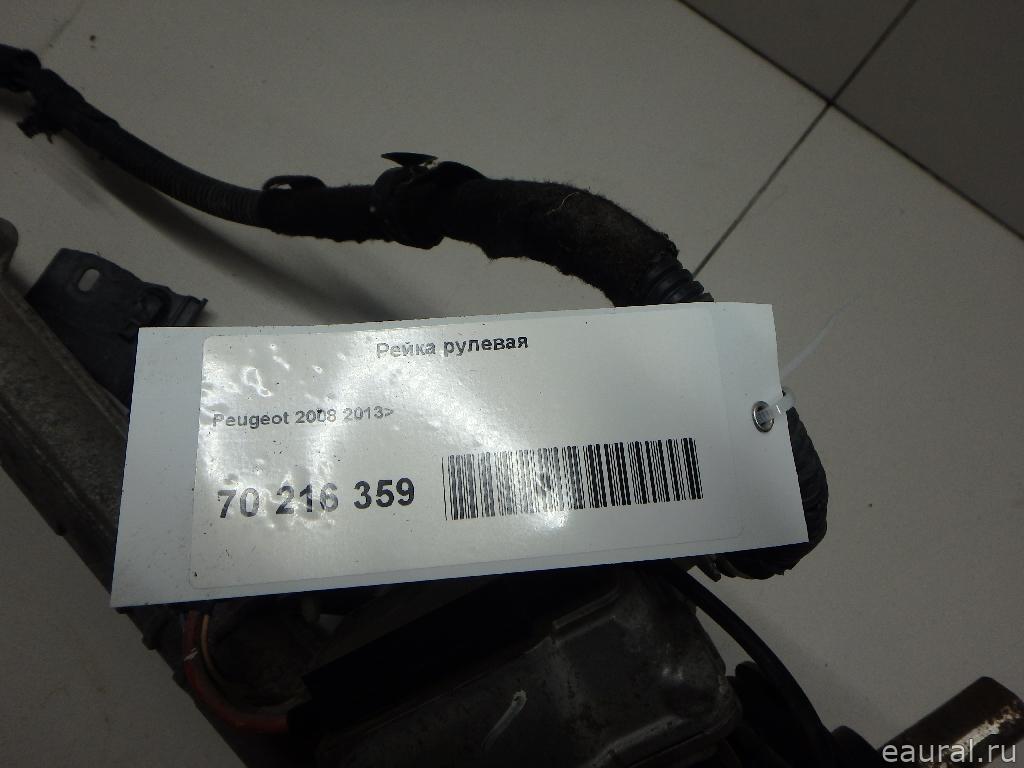 Рейка рулевая
Peugeot 2008 2013>
70 216 359
eaural.ru